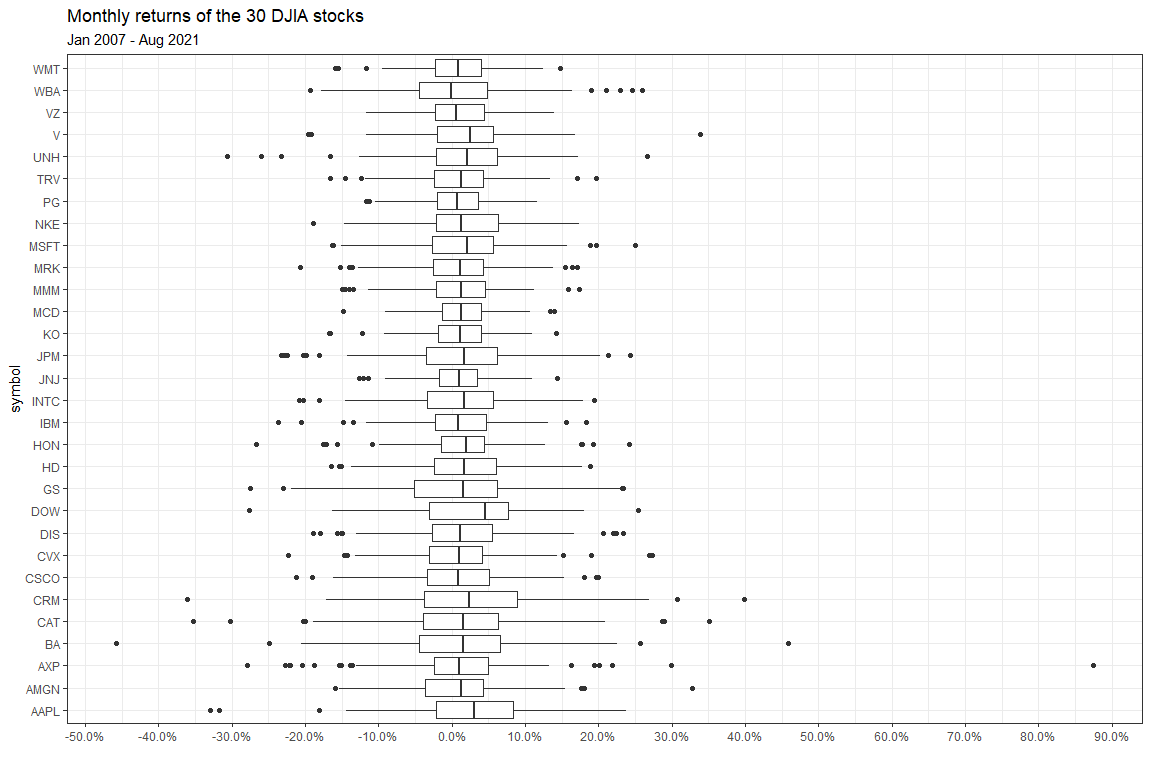 Monthly returns of the 30 DJIA stocks
Jan 2007 - Aug 2021
symbol
WMT
WBA
VZ
V
UNH
TRV
PG
NKE
MSFT
MRK
MMM
MCD
KO
JPM
JNJ
INTC
IBM
HON
HD
GS
DOW
DIS
CVX
CSCO
CRM
CAT
BA
AXP
AMGN
AAPL
-50.0% -40.0% -30.0% -20.0% -10.0% 0.0% 10.0% 20.0% 30.0% 40.0% 50.0% 60.0% 70.0% 80.0% 90.0%